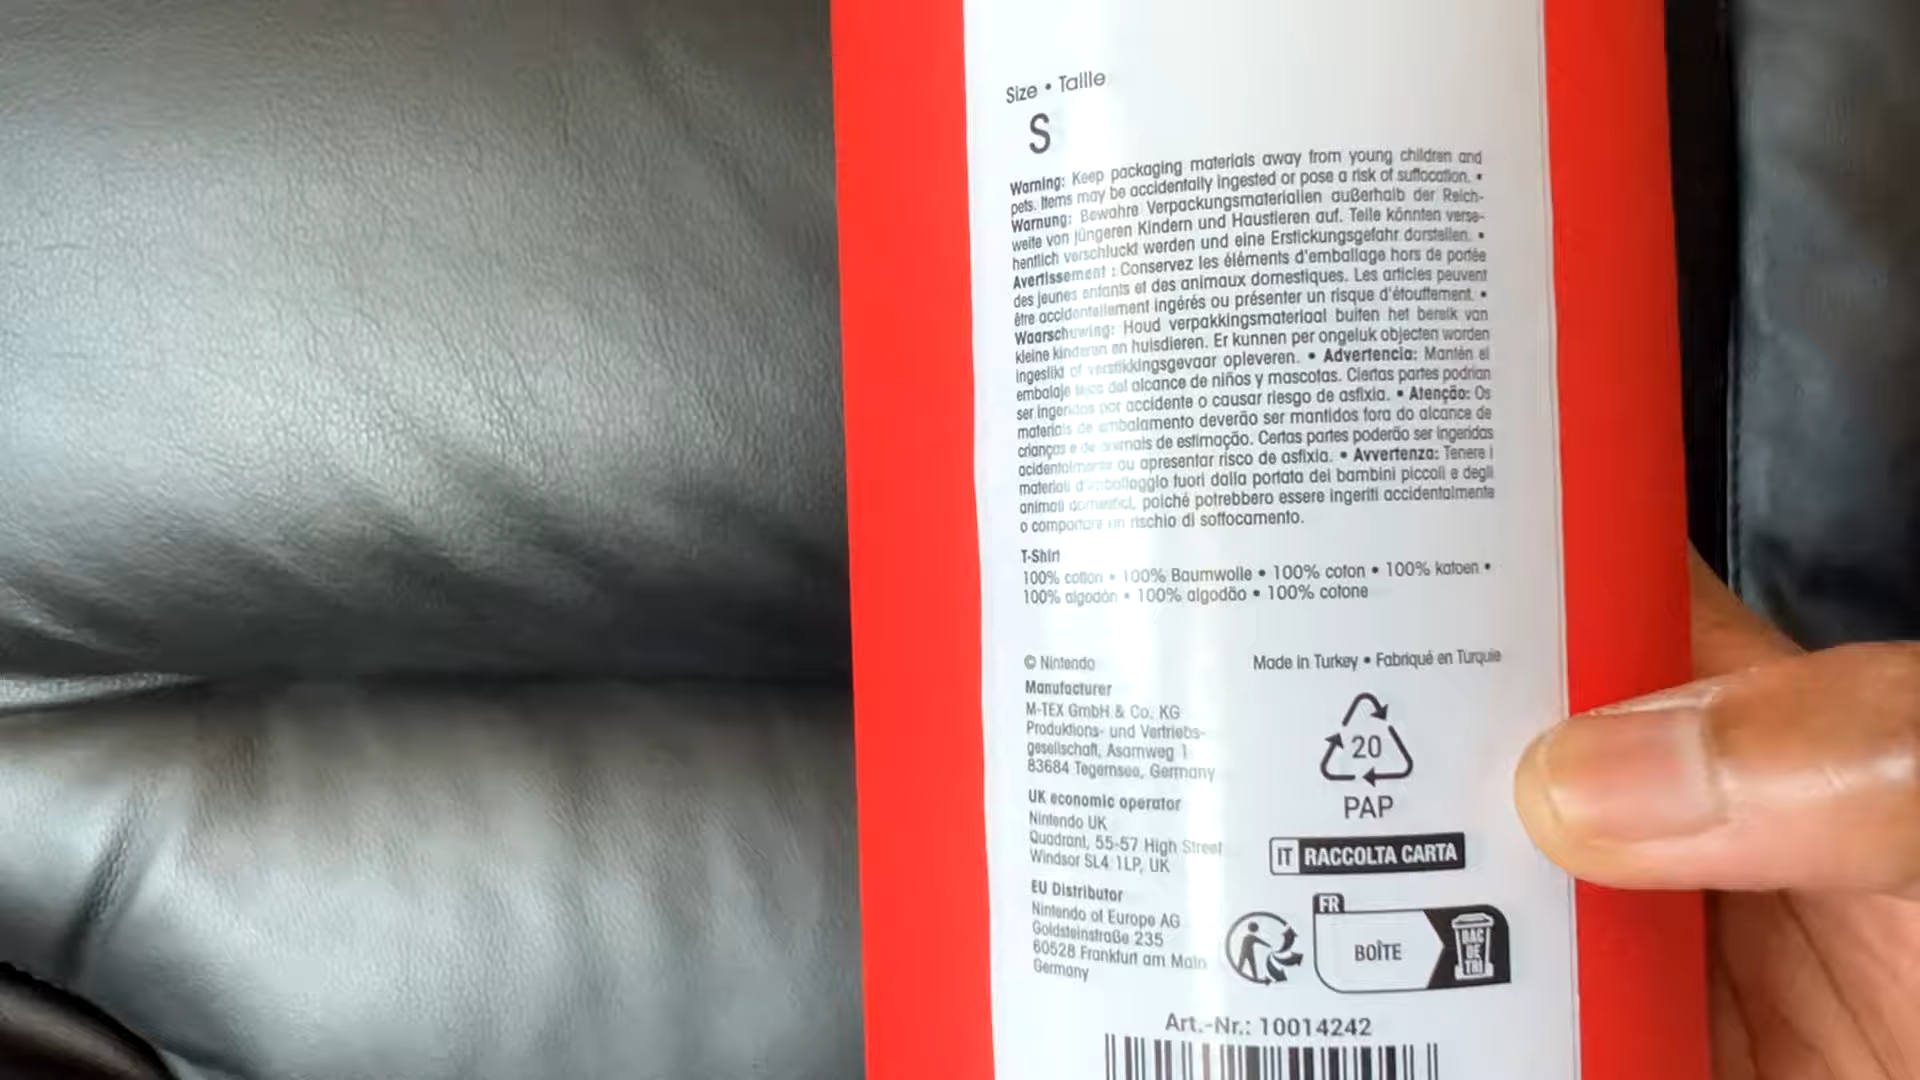 Size • Taille
S
Warning: Keep packaging materials away from young children and
pets. Items may be accidentally ingested or pose a risk of suffocation. •
Warnung: Bewahre Verpackungsmaterialien außerhalb der Reich-
weite von jüngeren Kindern und Haustieren auf. Teile könnten verse-
hentlich verschluckt werden und eine Erstickungsgefahr darstellen. •
Avertissement : Conservez les éléments d'emballage hors de portée
des jeunes enfants et des animaux domestiques. Les articles peuvent
être accidentellement ingérés ou présenter un risque d'étouffement. •
Waarschuwing: Houd verpakkingsmateriaal buiten het bereik van
kleine kinderen en huisdieren. Er kunnen per ongeluk objecten worden
ingeslikt of verstikkingsgevaar opleveren. • Advertencia: Mantén el
embalaje lejos del alcance de niños y mascotas. Ciertas partes podrían
ser ingeridas por accidente o causar riesgo de asfixia. • Atenção: Os
materiais de embalamento deverão ser mantidos fora do alcance de
crianças e de animais de estimação. Certas partes poderão ser ingeridas
acidentalmente ou apresentar risco de asfixia. • Avvertenza: Tenere i
materiali d'imballaggio fuori dalla portata dei bambini piccoli e degli
animali domestici, poiché potrebbero essere ingeriti accidentalmente
o comportare un rischio di soffocamento.
T-Shirt
100% cotton • 100% Baumwolle • 100% coton • 100% katoen •
100% algodón • 100% algodão • 100% cotone
© Nintendo
Manufacturer
M-TEX GmbH & Co. KG
Produktions- und Vertriebs-
gesellschaft, Asamweg 1
83684 Tegernsee, Germany
UK economic operator
Nintendo UK
Quadrant, 55-57 High Street
Windsor SL4 1LP, UK
EU Distributor
Nintendo of Europe AG
Goldsteinstraße 235
60528 Frankfurt am Main
Germany
Made in Turkey • Fabriqué en Turquie
20
PAP
IT RACCOLTA CARTA
FR
BOÎTE
BAC
DE
TRI
Art.-Nr.: 10014242